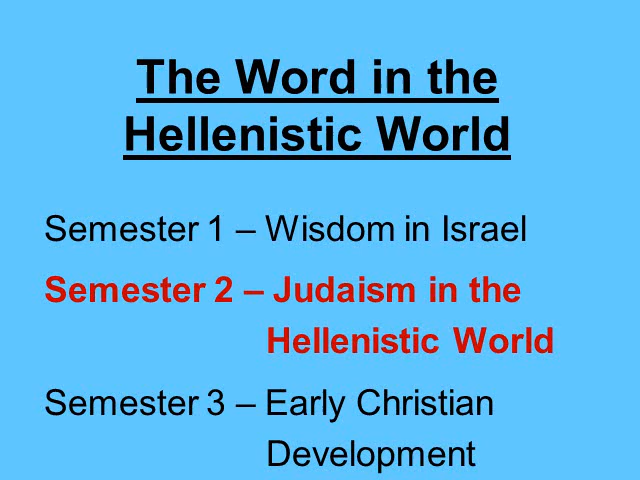 The Word in the
Hellenistic World
Semester 1 – Wisdom in Israel
Semester 2 – Judaism in the
Hellenistic World
Semester 3 – Early Christian
Development